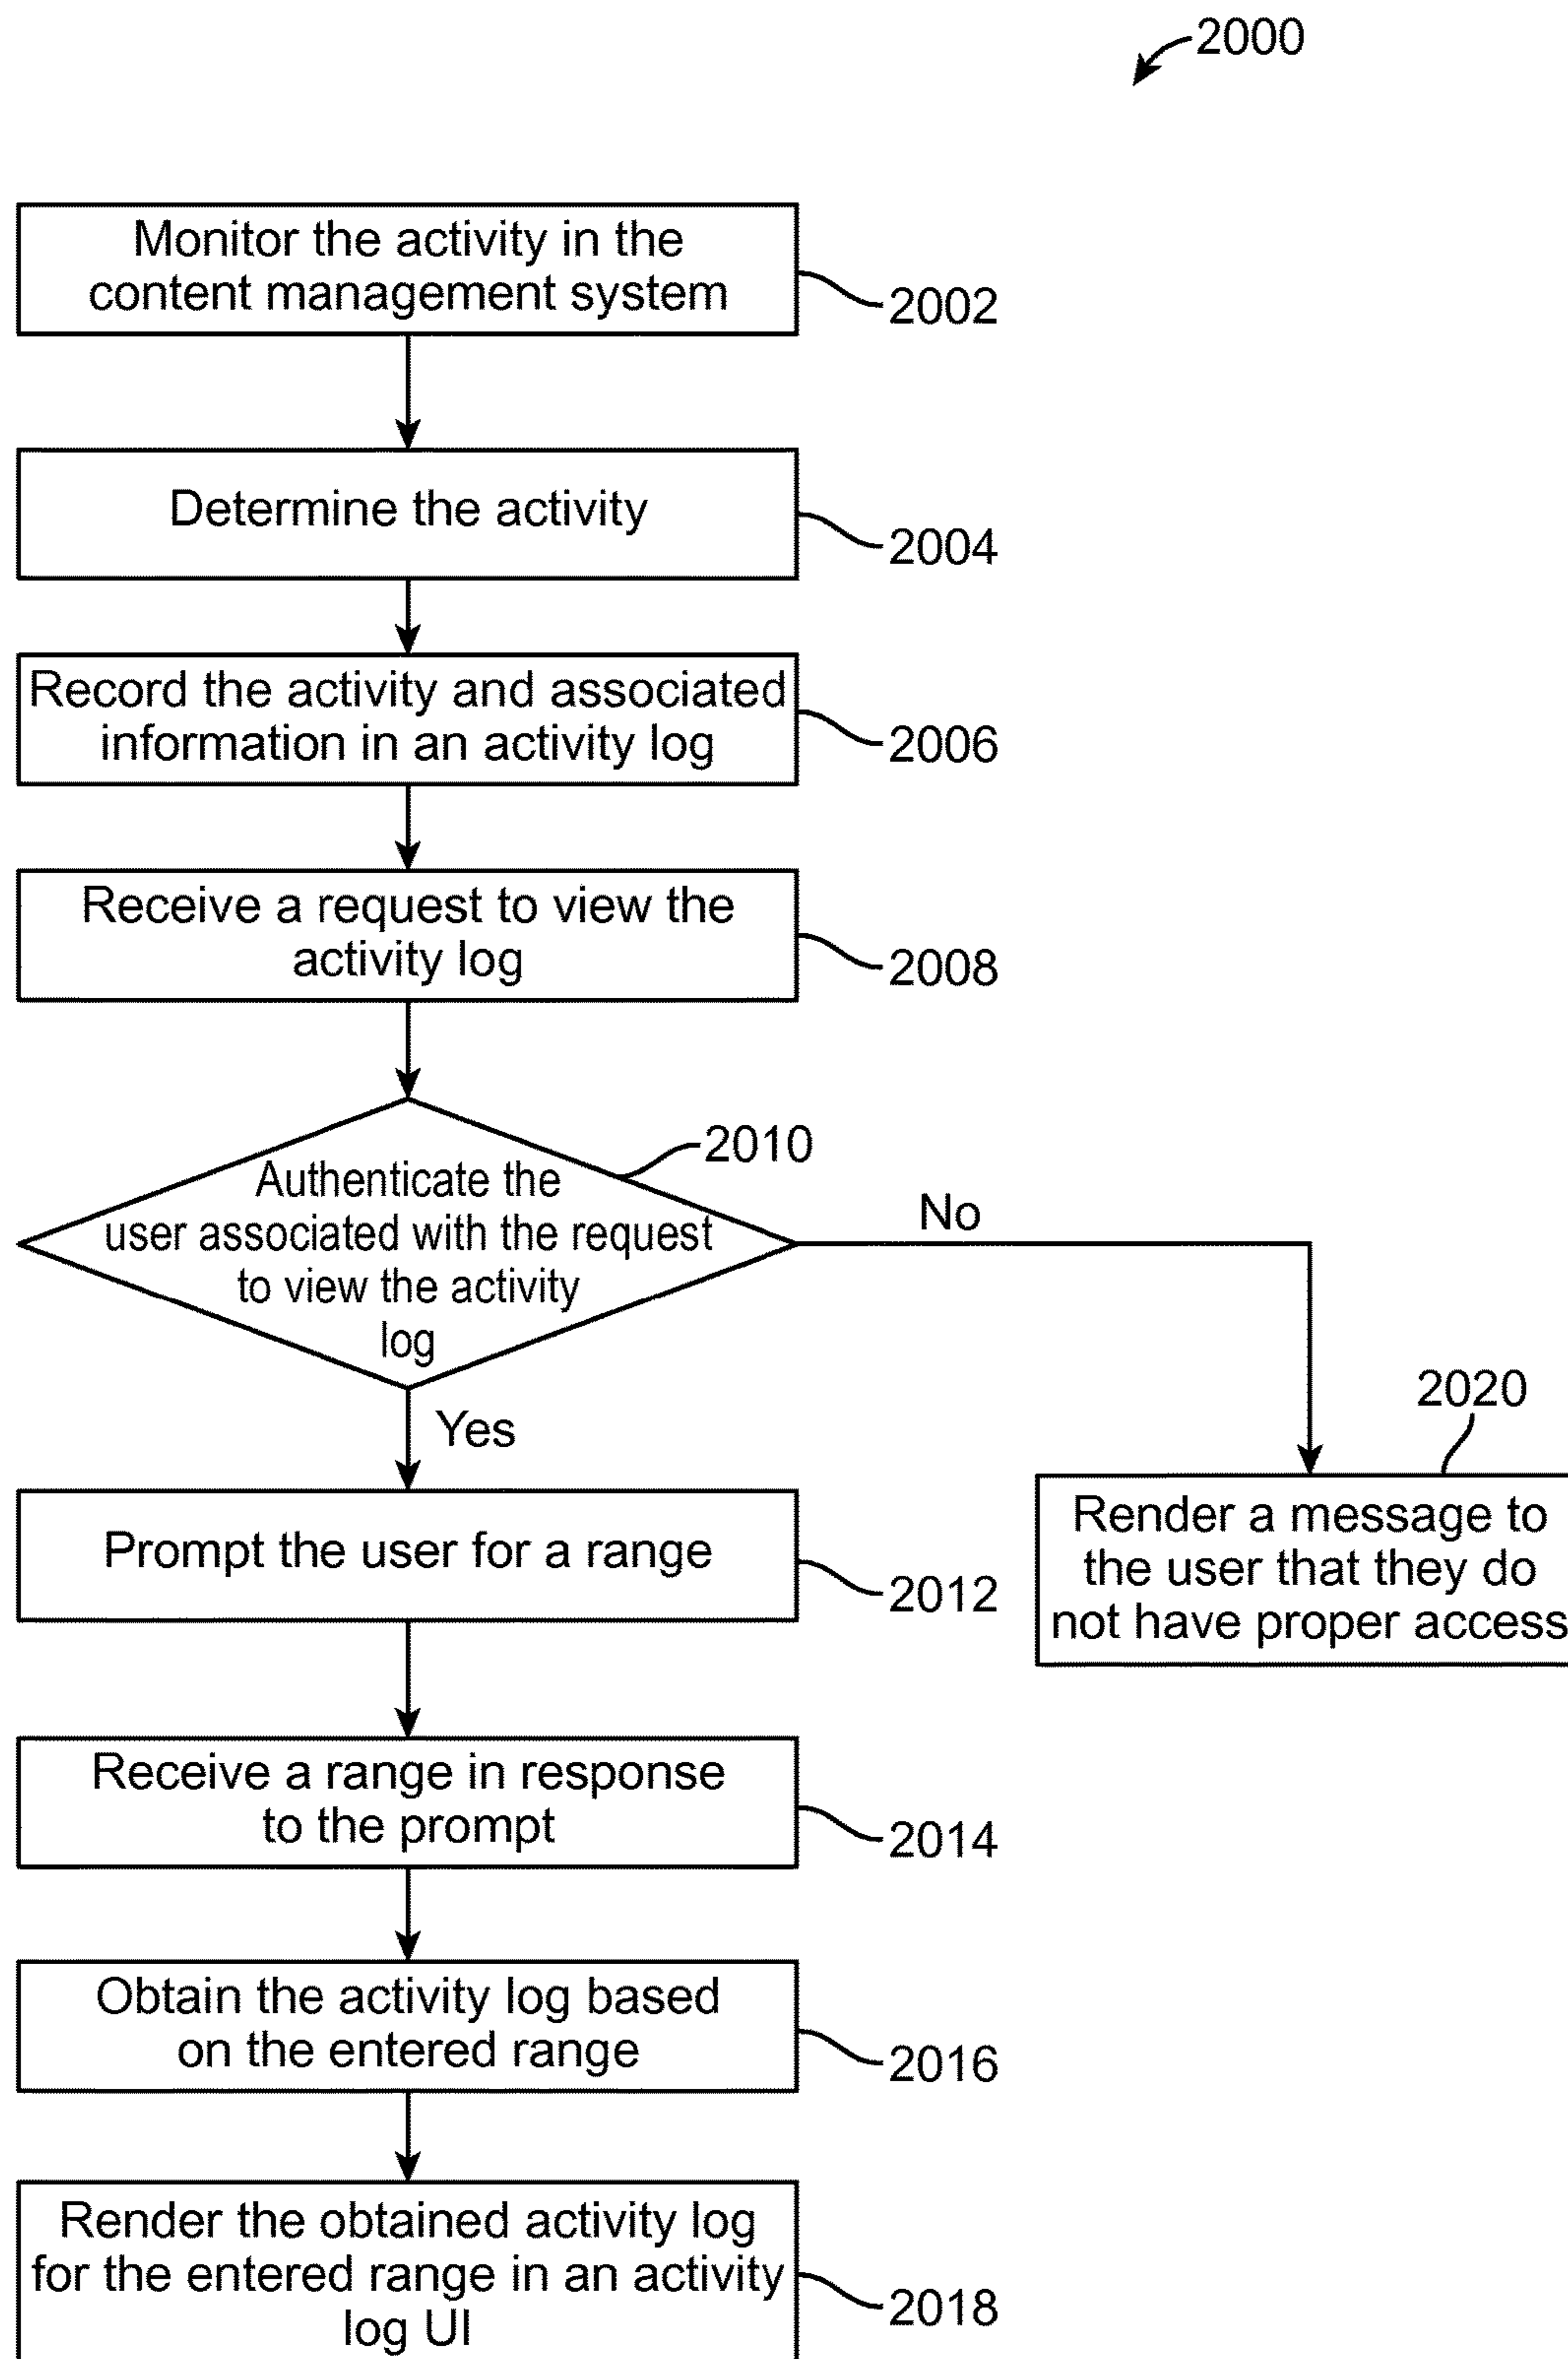 2000
Monitor the activity in the
content management system
2002
Determine the activity
2004
Record the activity and associated
information in an activity log
2006
Receive a request to view the
activity log
2008
2010
Authenticate the
user associated with the request
to view the activity
log
No
Yes
2020
Render a message to
the user that they do
not have proper access
Prompt the user for a range
2012
Receive a range in response
to the prompt
2014
Obtain the activity log based
on the entered range
2016
Render the obtained activity log
for the entered range in an activity
log UI
2018